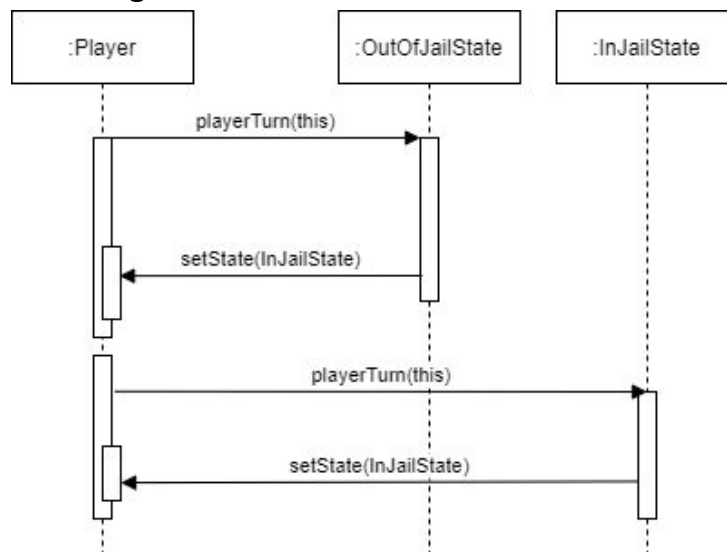 :Player
:OutOfJailState
:InJailState
playerTurn(this)
setState(InJailState)
playerTurn(this)
setState(InJailState)